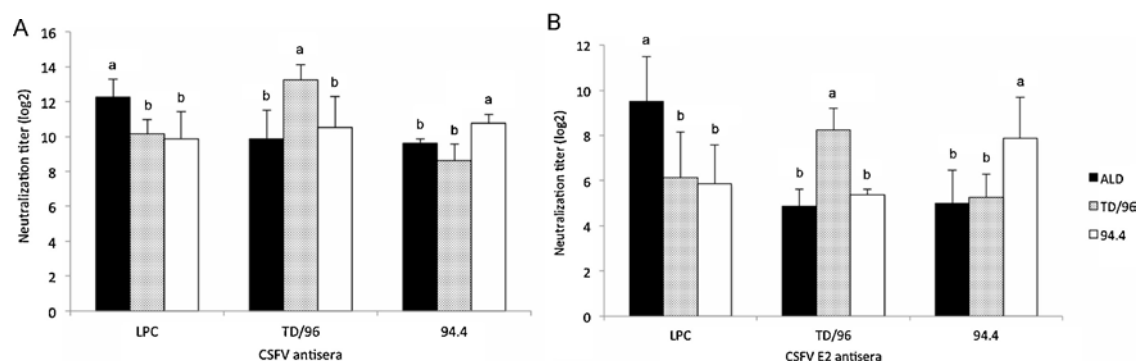 A
Neutralization titer (log2)
16
14
12
10
8
6
4
2
0
a
b
b
b
a
b
b
b
a
LPC
TD/96
94.4
CSFV antisera
B
Neutralization titer (log2)
12
10
8
6
4
2
0
a
b
b
b
a
b
b
b
a
LPC
TD/96
94.4
CSFV E2 antisera
ALD
TD/96
94.4